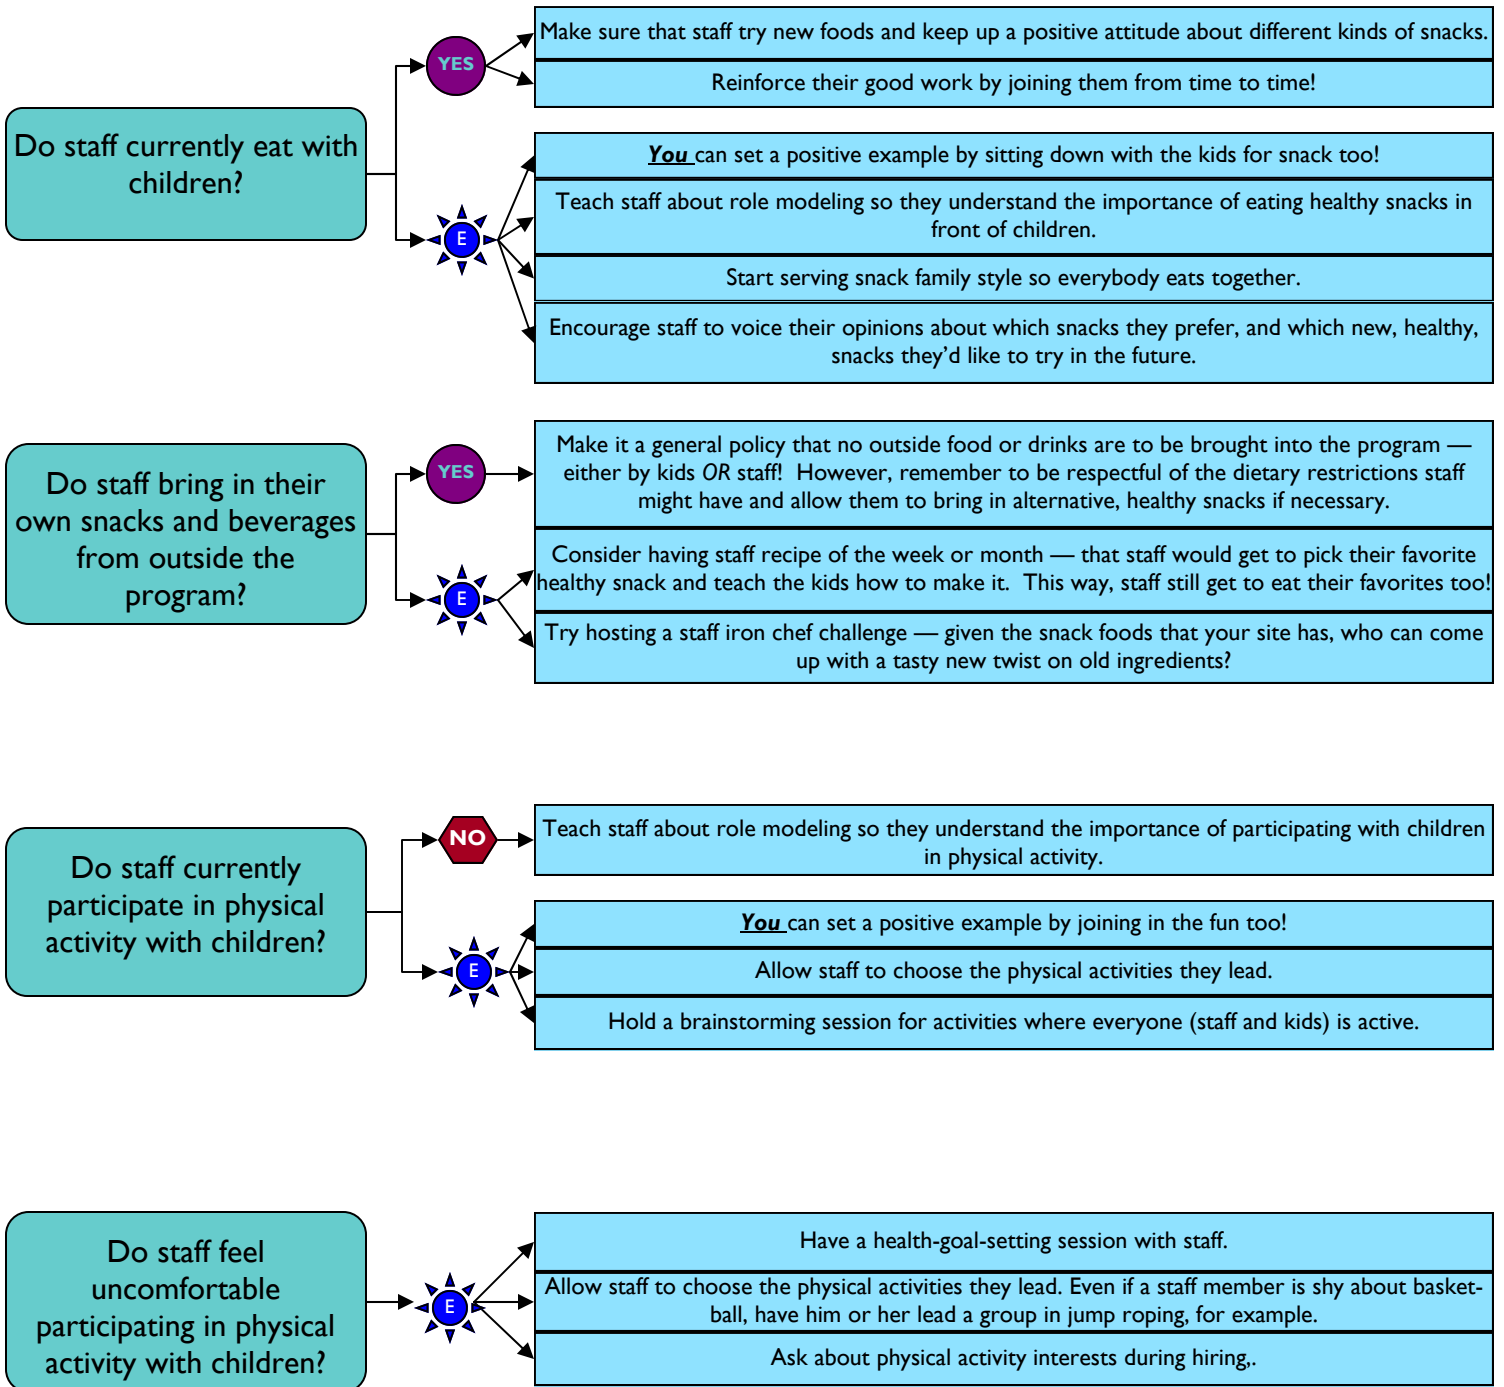 Do staff currently eat with
children?
YES
Make sure that staff try new foods and keep up a positive attitude about different kinds of snacks.
Reinforce their good work by joining them from time to time!
E
You can set a positive example by sitting down with the kids for snack too!
Teach staff about role modeling so they understand the importance of eating healthy snacks in
front of children.
Start serving snack family style so everybody eats together.
Encourage staff to voice their opinions about which snacks they prefer, and which new, healthy,
snacks they’d like to try in the future.
Do staff bring in their
own snacks and beverages
from outside the
program?
YES
Make it a general policy that no outside food or drinks are to be brought into the program —
either by kids OR staff!  However, remember to be respectful of the dietary restrictions staff
might have and allow them to bring in alternative, healthy snacks if necessary.
E
Consider having staff recipe of the week or month — that staff would get to pick their favorite
healthy snack and teach the kids how to make it.  This way, staff still get to eat their favorites too!
Try hosting a staff iron chef challenge — given the snack foods that your site has, who can come
up with a tasty new twist on old ingredients?
Do staff currently
participate in physical
activity with children?
NO
Teach staff about role modeling so they understand the importance of participating with children
in physical activity.
E
You can set a positive example by joining in the fun too!
Allow staff to choose the physical activities they lead.
Hold a brainstorming session for activities where everyone (staff and kids) is active.
Do staff feel
uncomfortable
participating in physical
activity with children?
E
Have a health-goal-setting session with staff.
Allow staff to choose the physical activities they lead. Even if a staff member is shy about basket-
ball, have him or her lead a group in jump roping, for example.
Ask about physical activity interests during hiring,.